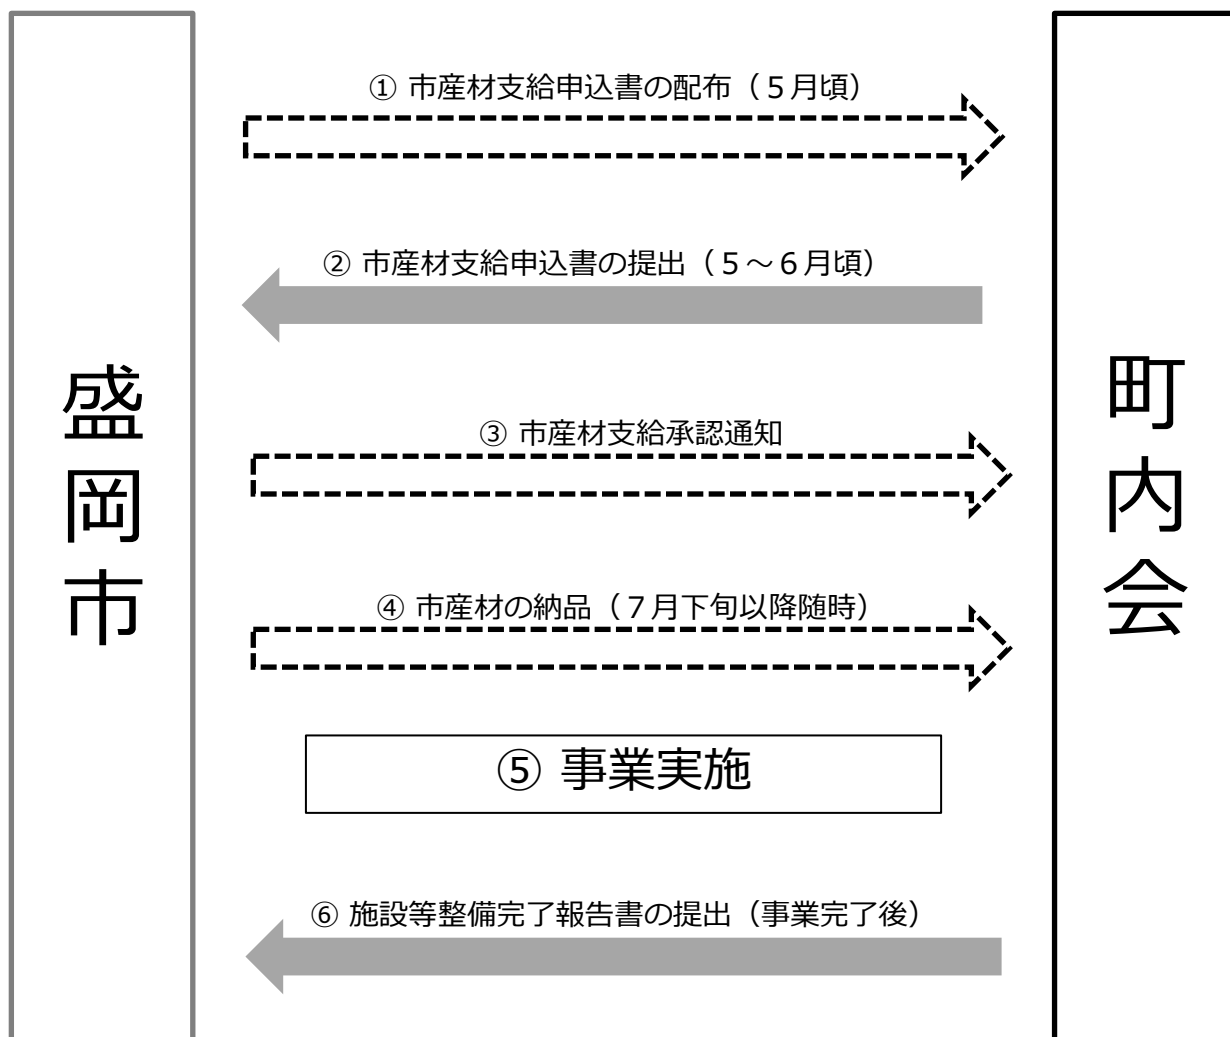 ① 市産材支給申込書の配布（５月頃）
② 市産材支給申込書の提出（５～６月頃）
盛岡市
町内会
③ 市産材支給承認通知
④ 市産材の納品（７月下旬以降随時）
⑤ 事業実施
⑥ 施設等整備完了報告書の提出（事業完了後）